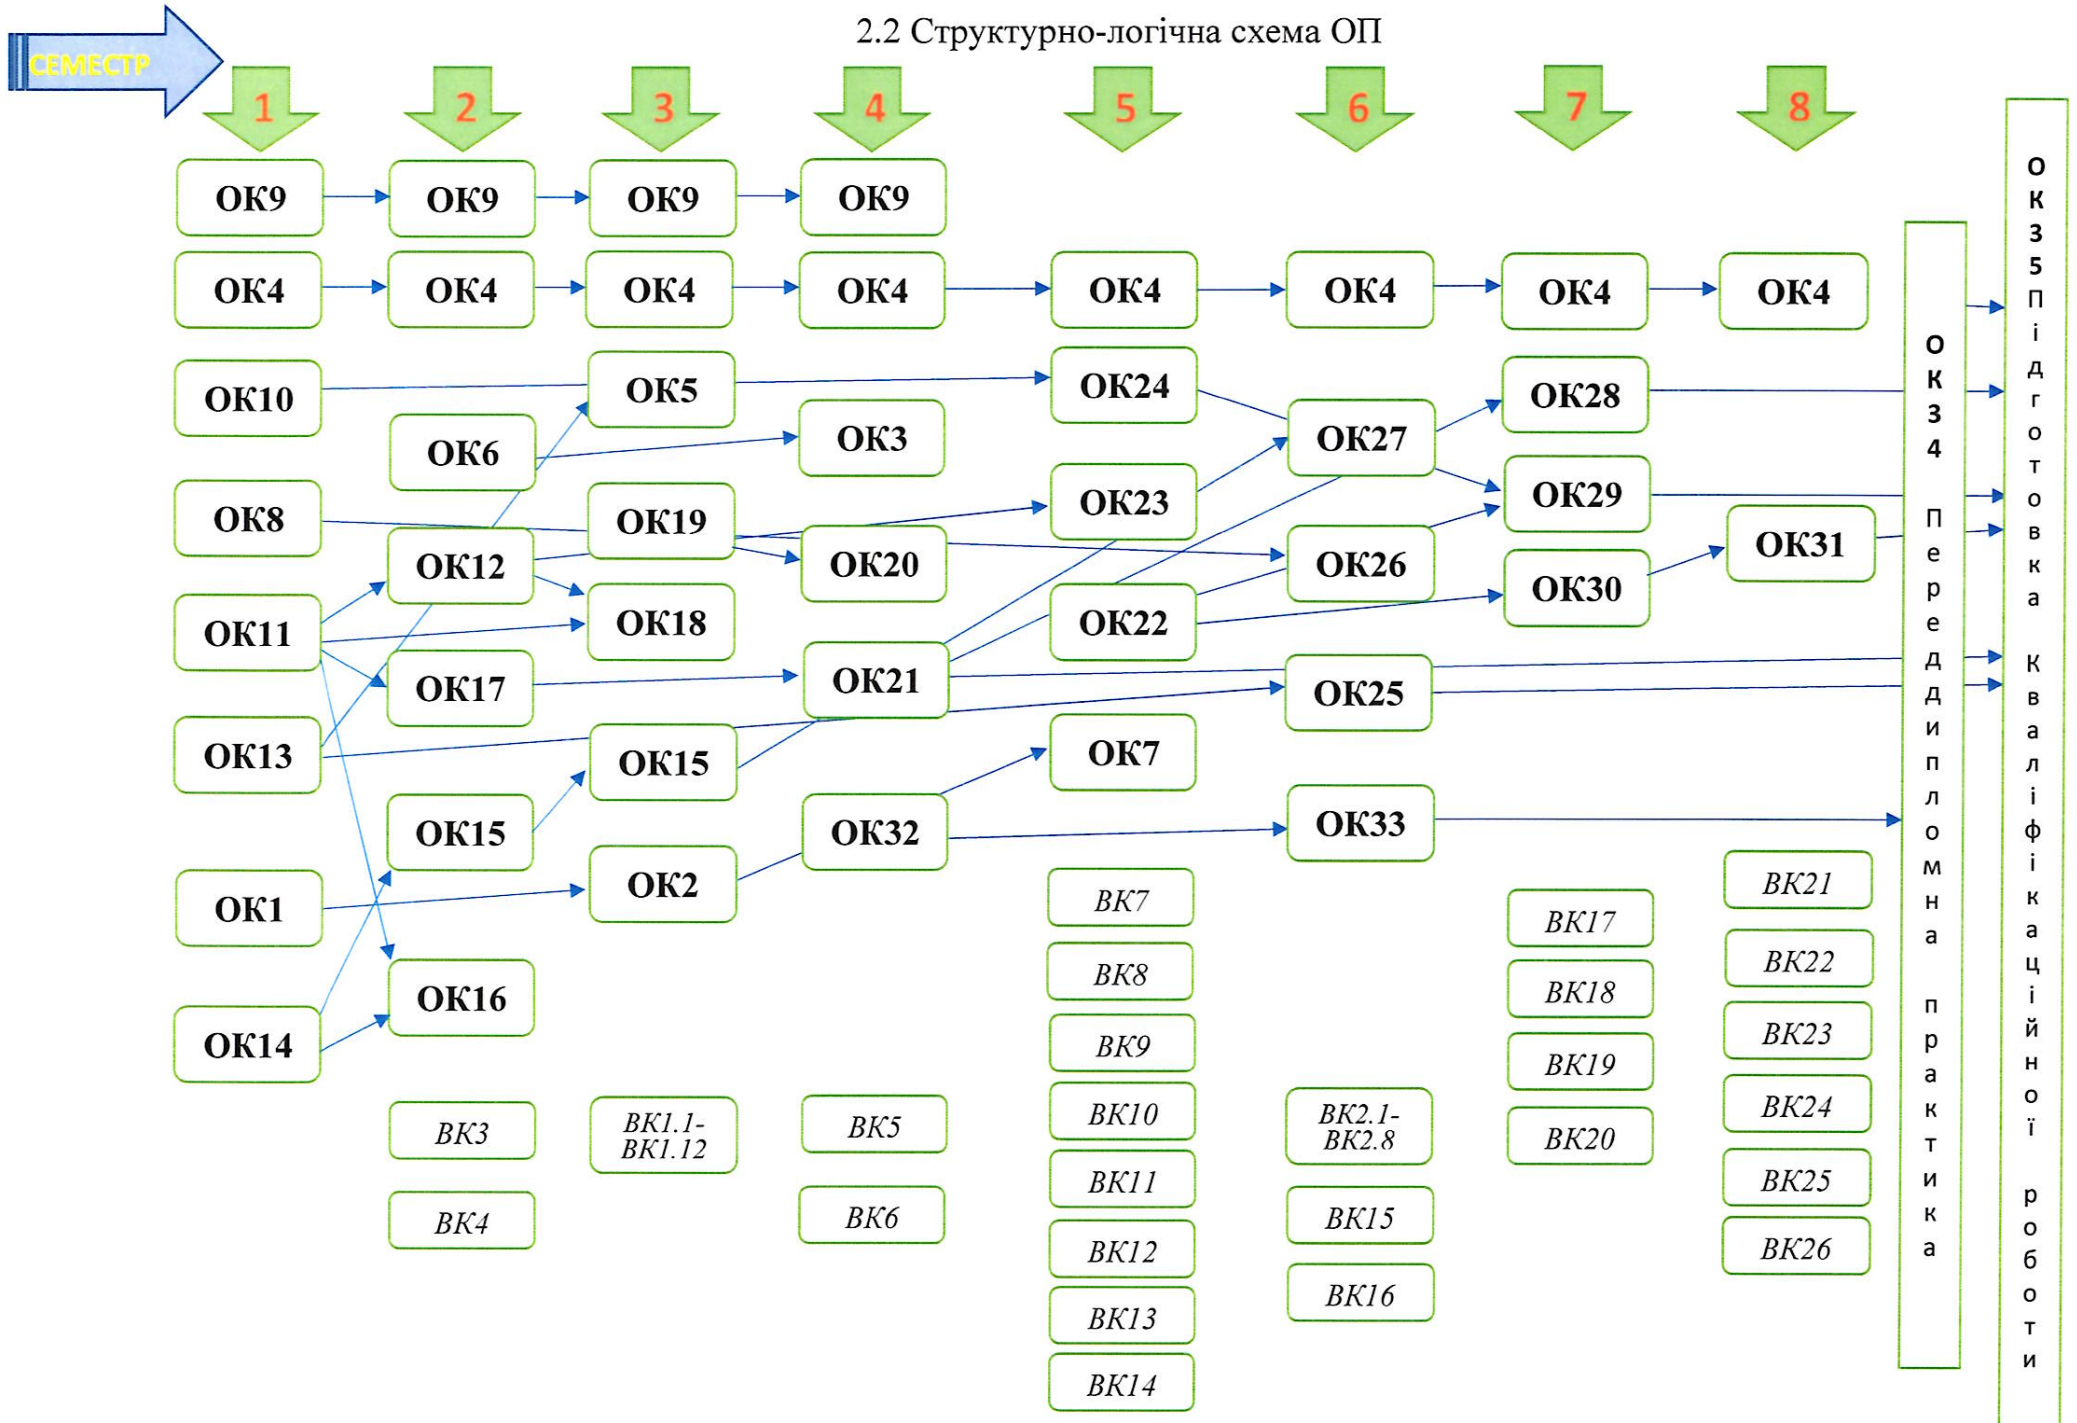 2.2 Структурно-логічна схема ОП
СЕМЕСТР
1 2 3 4 5 6 7 8
ОК9 ОК9 ОК9 ОК9
ОК4 ОК4 ОК4 ОК4 ОК4 ОК4 ОК4 ОК4
ОК10 ОК5 ОК24 ОК28
ОК6 ОК3 ОК27
ОК8 ОК19 ОК23 ОК29
ОК12 ОК20 ОК26 ОК30 ОК31
ОК11 ОК18 ОК22
ОК17 ОК21 ОК25
ОК13 ОК15 ОК7
ОК15 ОК32 ОК33
ОК1 ОК2
ОК16
ОК14
ВК3
ВК4
ВК1.1-
ВК1.12
ВК5
ВК6
ВК7
ВК8
ВК9
ВК10
ВК11
ВК12
ВК13
ВК14
ВК2.1-
ВК2.8
ВК15
ВК16
ВК17
ВК18
ВК19
ВК20
ВК21
ВК22
ВК23
ВК24
ВК25
ВК26
ОК34 Переддипломна практика
ОК35Підготовка Кваліфікаційної роботи